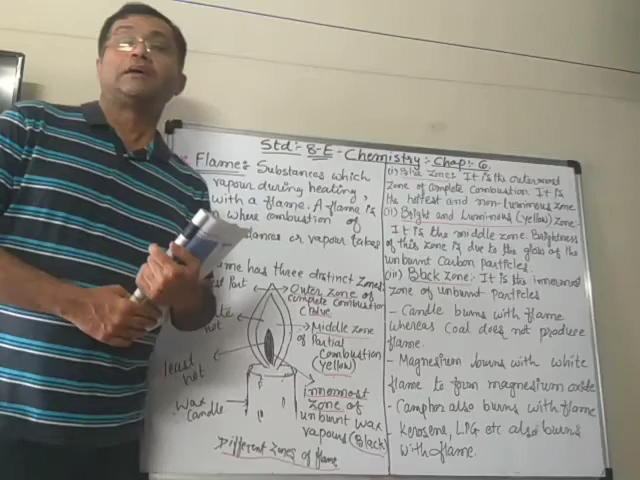 Std:- 8-E- Chemistry:- Chap:- 6
Flame:- Substances which
vapour during heating,
with a flame. A flame is
where combustion of
or vapour takes
has three distinct zones
Part
Outer zone of
complete combustion
(blue)
hot
Middle zone
of Partial
Combustion
(yellow)
least
hot
innermost
zone of
unburnt wax
vapours (Black)
Wax
Candle
Different zones of flame
(i) Blue zone:- It is the outermost
zone of complete Combustion. It is
the hottest and non-luminous zone
(ii) Bright and luminous (yellow) zone:-
It is the middle zone. Brightness
of this zone is due to the glow of the
unburnt Carbon particles.
(iii) Black zone:- It is the innermost
zone of unburnt particles
- Candle burns with flame
whereas Coal does not produce
flame.
- Magnesium burns with white
flame to form magnesium oxide
- Camphor also burns with flame
- Kerosene, LPG etc also burns
with flame.